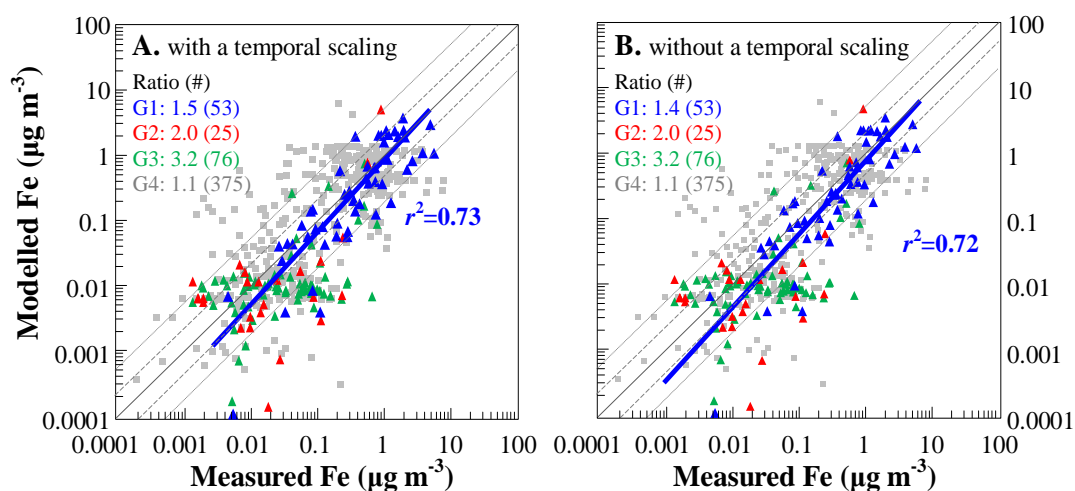 A. with a temporal scaling
Ratio (#)
G1: 1.5 (53)
G2: 2.0 (25)
G3: 3.2 (76)
G4: 1.1 (375)
r²=0.73
100
10
1
0.1
0.01
0.001
0.0001
Modelled Fe (µg m⁻³)
0.0001 0.001 0.01 0.1 1 10 100
Measured Fe (µg m⁻³)
B. without a temporal scaling
Ratio (#)
G1: 1.4 (53)
G2: 2.0 (25)
G3: 3.2 (76)
G4: 1.1 (375)
r²=0.72
100
10
1
0.1
0.01
0.001
0.0001
0.0001 0.001 0.01 0.1 1 10 100
Measured Fe (µg m⁻³)